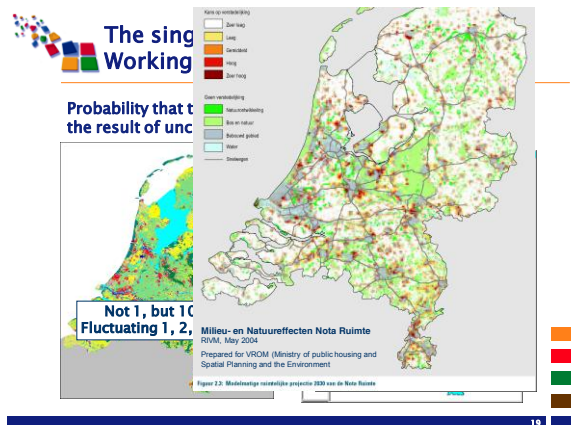 The sing
Working
Probability that t
the result of unc
Kans op verstedelijking
Zeer laag
Laag
Gemiddeld
Hoog
Zeer hoog
Geen verstedelijking
Natuurontwikkeling
Bos en natuur
Bebouwd gebied
Water
Snelwegen
Not 1, but 10
Fluctuating 1, 2,
Milieu- en Natuureffecten Nota Ruimte
RIVM, May 2004
Prepared for VROM (Ministry of public housing and
Spatial Planning and the Environment
Figuur 2.3: Modelmatige ruimtelijke projectie 2030 van de Nota Ruimte
19